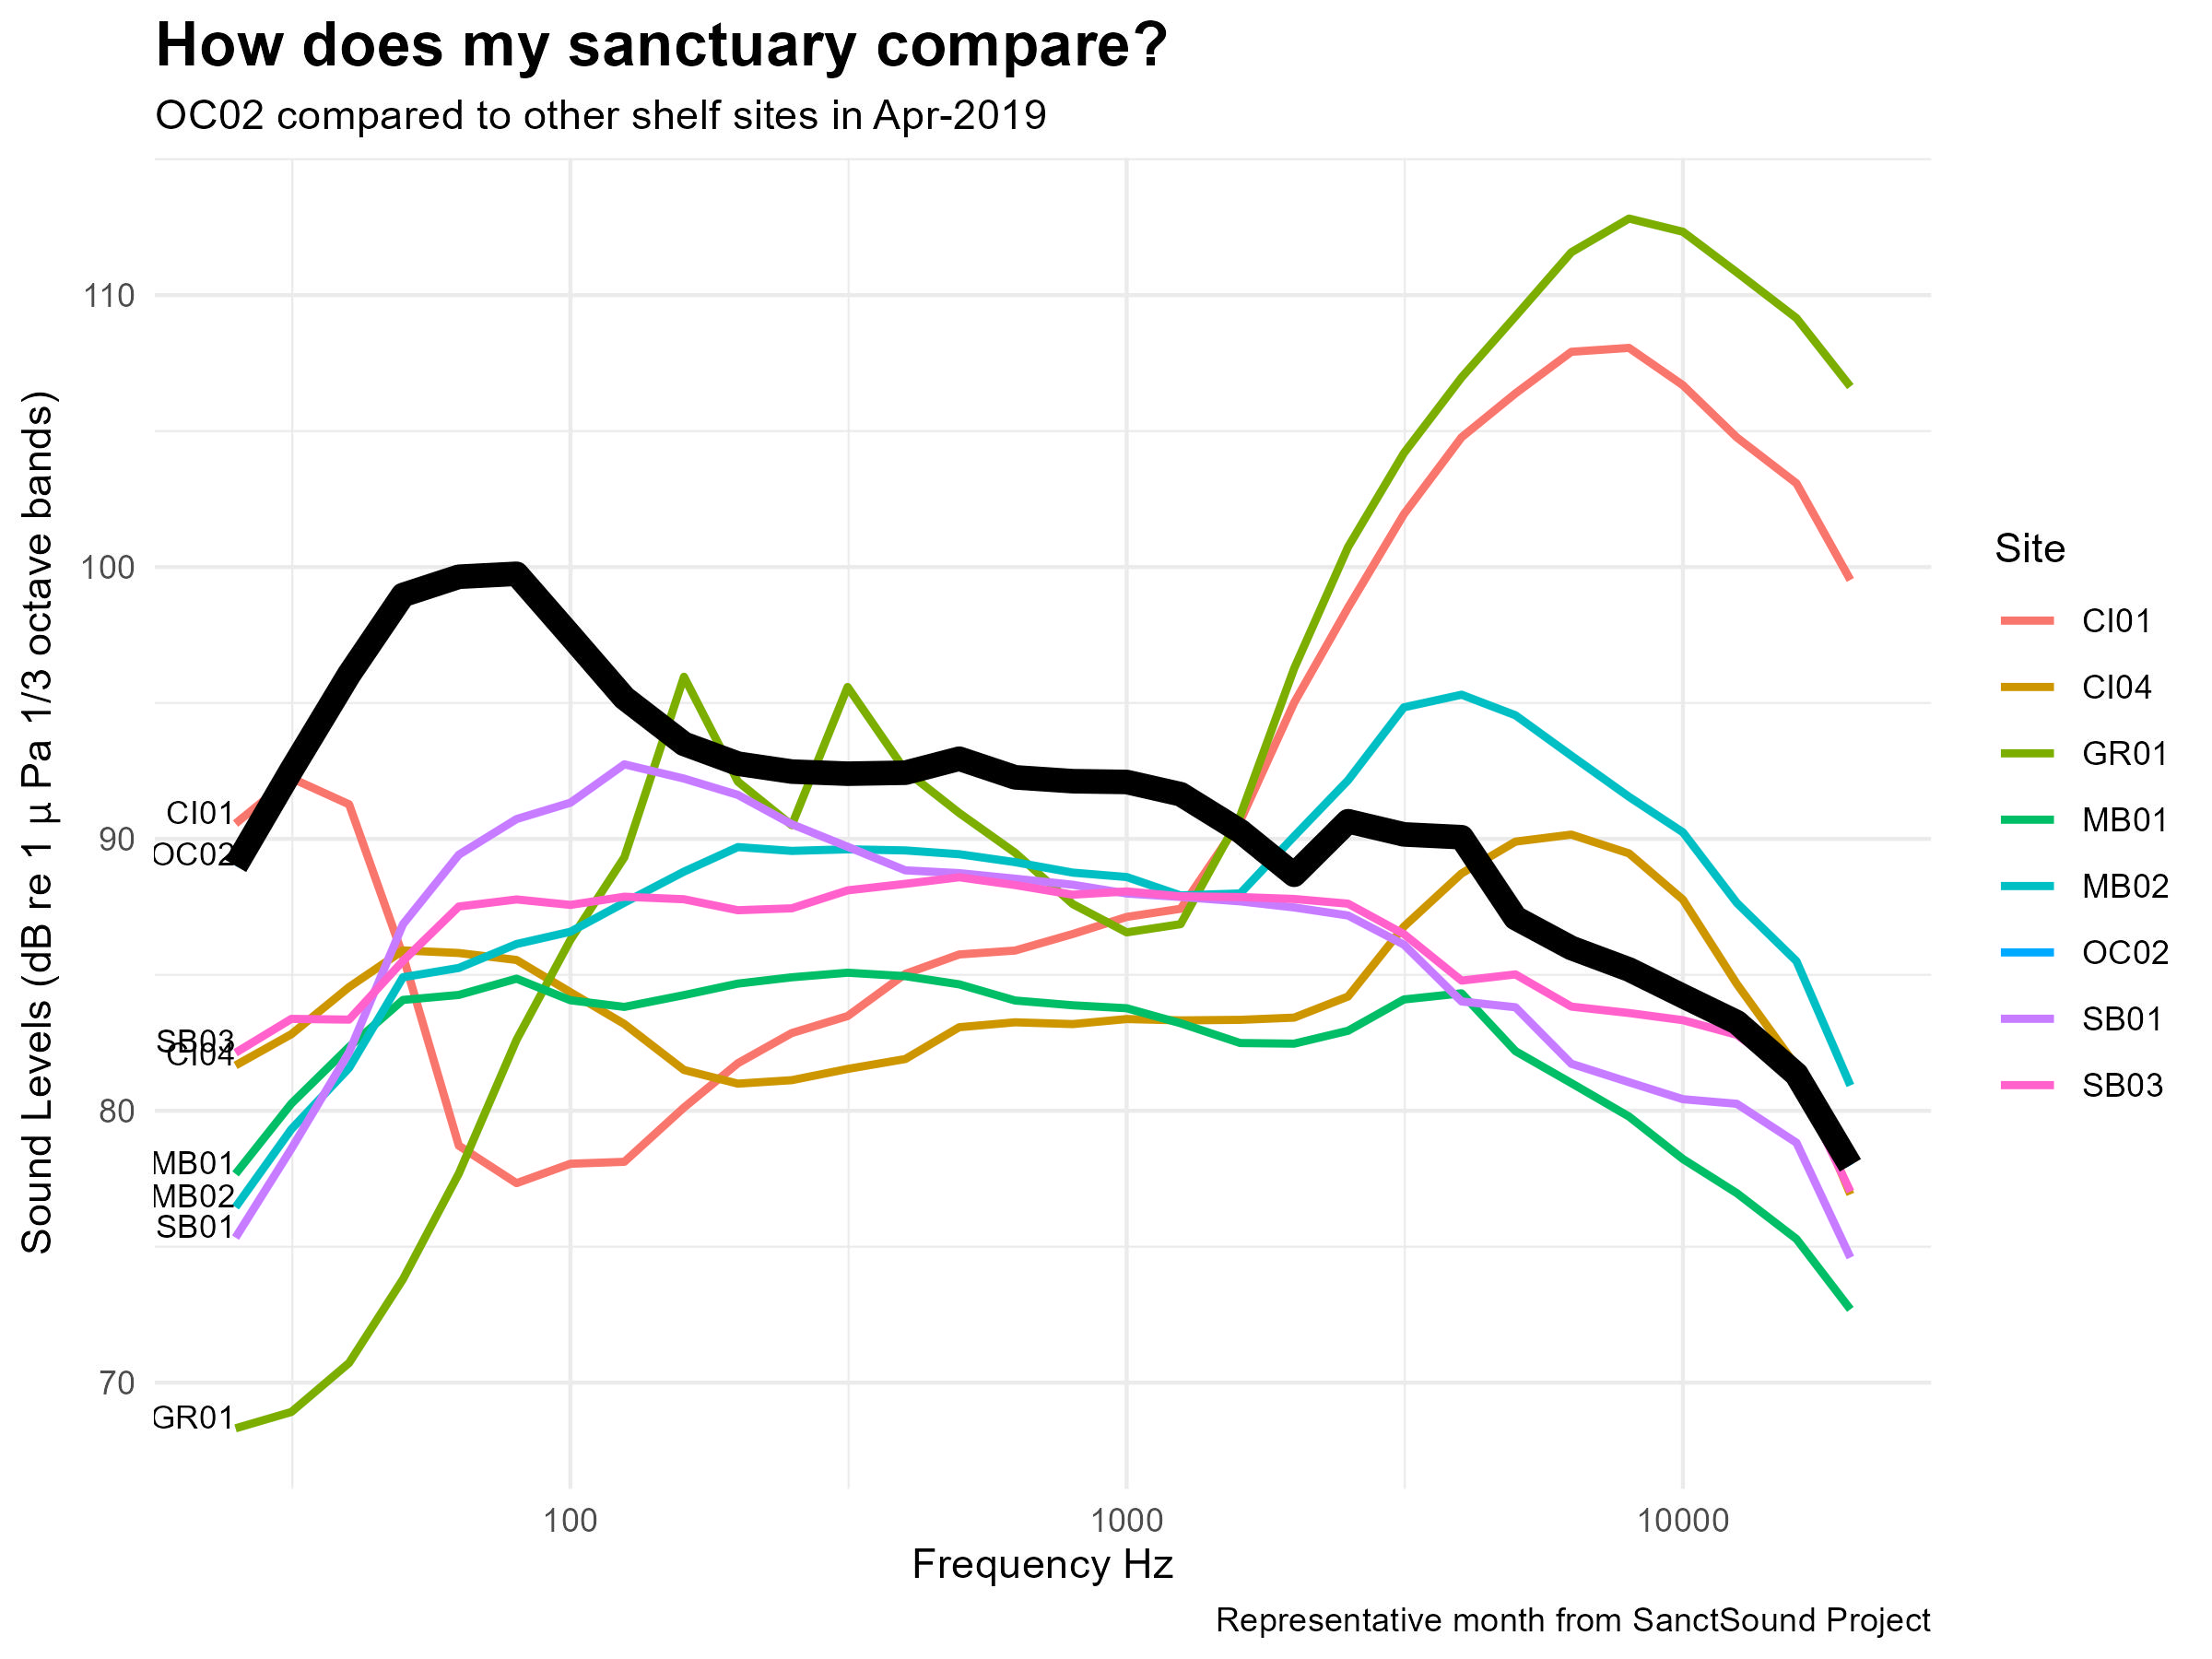 How does my sanctuary compare?
OC02 compared to other shelf sites in Apr-2019
Sound Levels (dB re 1 µ Pa 1/3 octave bands)
110
100
90
80
70
CI01
OC02
SB03
CI04
MB01
MB02
SB01
GR01
100
1000
10000
Frequency Hz
Site
CI01
CI04
GR01
MB01
MB02
OC02
SB01
SB03
Representative month from SanctSound Project